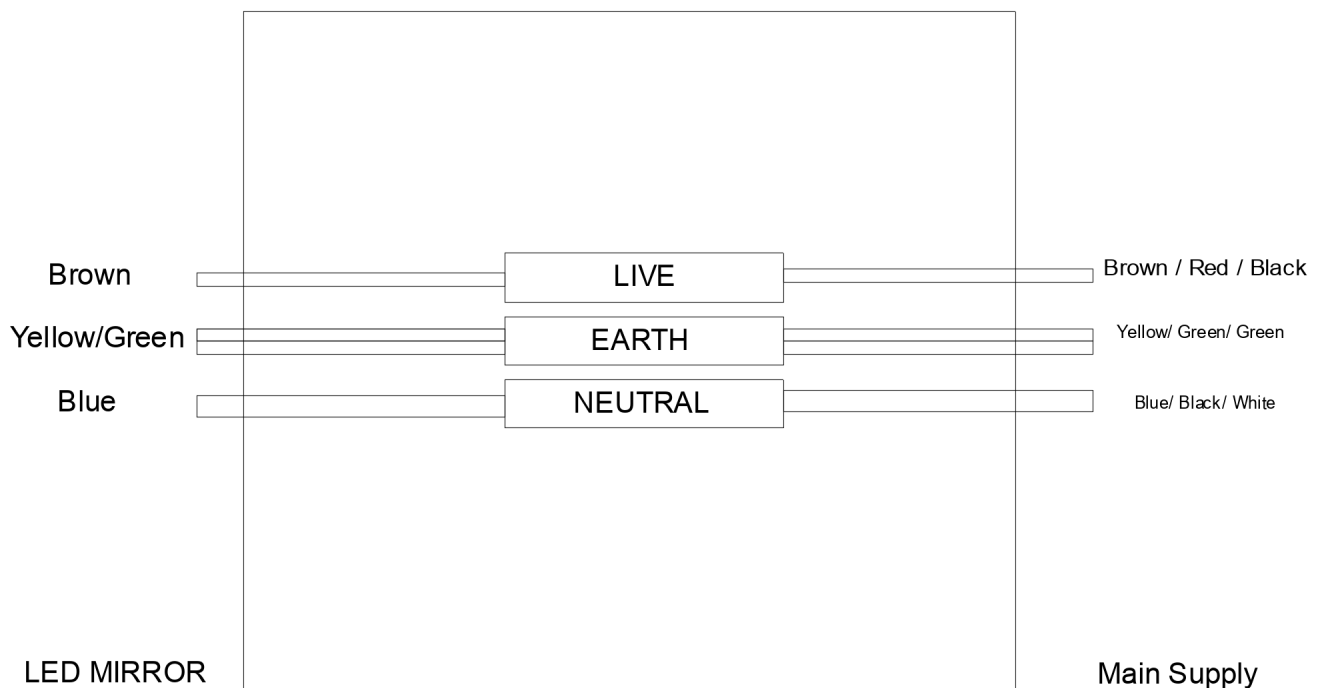 Brown LIVE Brown / Red / Black
Yellow/Green EARTH Yellow/ Green/ Green
Blue NEUTRAL Blue/ Black/ White
LED MIRROR Main Supply